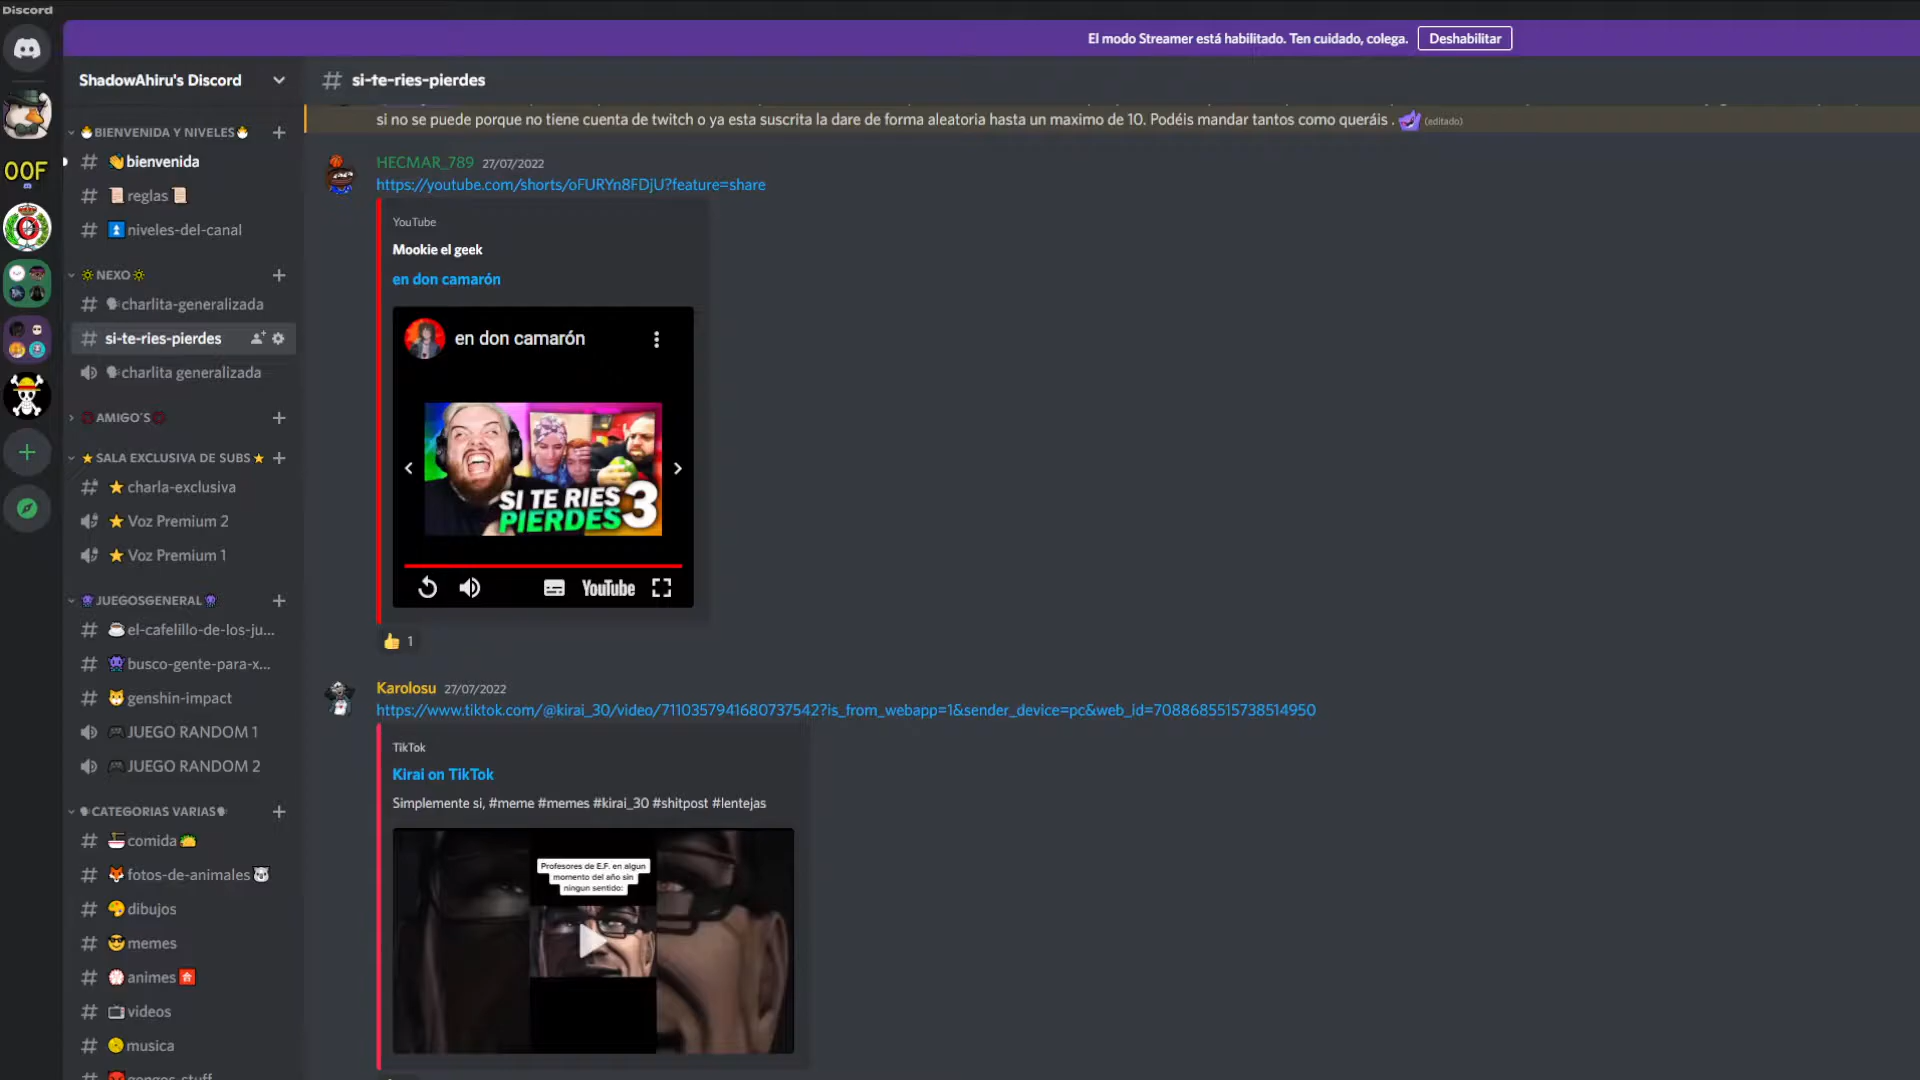 Discord
El modo Streamer está habilitado. Ten cuidado, colega.
Deshabilitar
OOF
ShadowAhiru's Discord
BIENVENIDA Y NIVELES
bienvenida
reglas
niveles-del-canal
NEXO
charlita-generalizada
si-te-ries-pierdes
charlita generalizada
AMIGO´S
SALA EXCLUSIVA DE SUBS
charla-exclusiva
Voz Premium 2
Voz Premium 1
JUEGOSGENERAL
el-cafelillo-de-los-ju...
busco-gente-para-x...
genshin-impact
JUEGO RANDOM 1
JUEGO RANDOM 2
CATEGORIAS VARIAS
comida
fotos-de-animales
dibujos
memes
animes
videos
musica
si-te-ries-pierdes
si no se puede porque no tiene cuenta de twitch o ya esta suscrita la dare de forma aleatoria hasta un maximo de 10. Podéis mandar tantos como queráis . (editado)
HECMAR_789 27/07/2022
https://youtube.com/shorts/oFURYn8FDjU?feature=share
YouTube
Mookie el geek
en don camarón
en don camarón
SI TE RIES
PIERDES 3
YouTube
1
Karolosu 27/07/2022
https://www.tiktok.com/@kirai_30/video/7110357941680737542?is_from_webapp=1&sender_device=pc&web_id=7088685515738514950
TikTok
Kirai on TikTok
Simplemente si, #meme #memes #kirai_30 #shitpost #lentejas
Profesores de E.F. en algun
momento del año sin
ningun sentido: